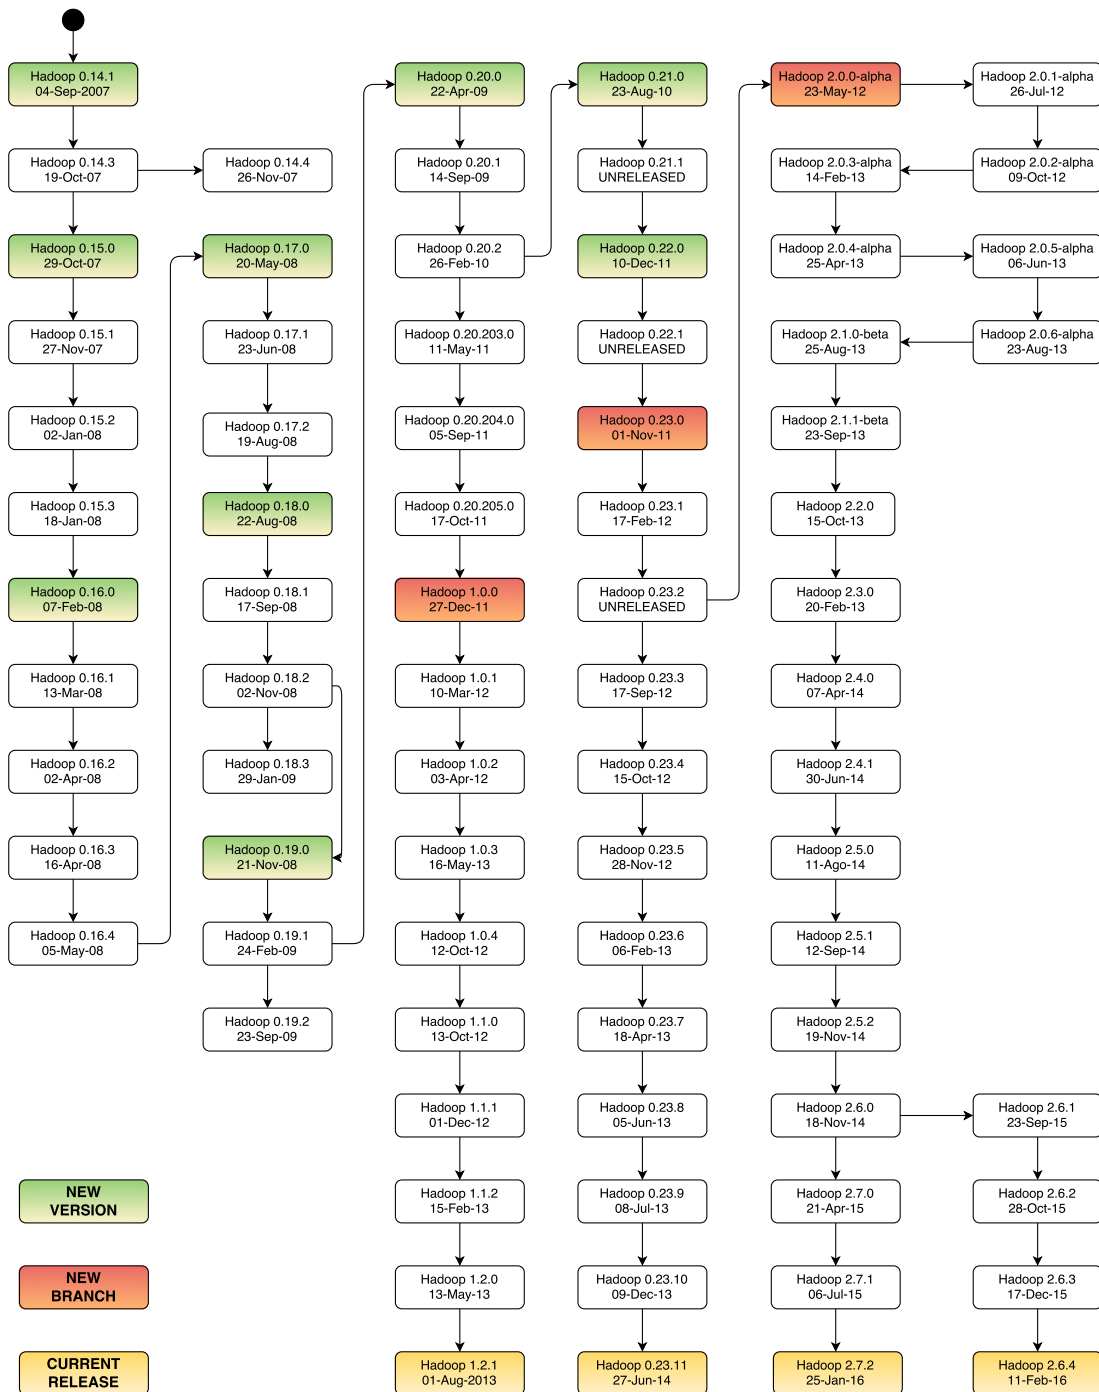 Hadoop 0.14.1
04-Sep-2007
Hadoop 0.14.3
19-Oct-07
Hadoop 0.14.4
26-Nov-07
Hadoop 0.15.0
29-Oct-07
Hadoop 0.15.1
27-Nov-07
Hadoop 0.15.2
02-Jan-08
Hadoop 0.15.3
18-Jan-08
Hadoop 0.16.0
07-Feb-08
Hadoop 0.16.1
13-Mar-08
Hadoop 0.16.2
02-Apr-08
Hadoop 0.16.3
16-Apr-08
Hadoop 0.16.4
05-May-08
Hadoop 0.17.0
20-May-08
Hadoop 0.17.1
23-Jun-08
Hadoop 0.17.2
19-Aug-08
Hadoop 0.18.0
22-Aug-08
Hadoop 0.18.1
17-Sep-08
Hadoop 0.18.2
02-Nov-08
Hadoop 0.18.3
29-Jan-09
Hadoop 0.19.0
21-Nov-08
Hadoop 0.19.1
24-Feb-09
Hadoop 0.19.2
23-Sep-09
Hadoop 0.20.0
22-Apr-09
Hadoop 0.20.1
14-Sep-09
Hadoop 0.20.2
26-Feb-10
Hadoop 0.20.203.0
11-May-11
Hadoop 0.20.204.0
05-Sep-11
Hadoop 0.20.205.0
17-Oct-11
Hadoop 1.0.0
27-Dec-11
Hadoop 1.0.1
10-Mar-12
Hadoop 1.0.2
03-Apr-12
Hadoop 1.0.3
16-May-13
Hadoop 1.0.4
12-Oct-12
Hadoop 1.1.0
13-Oct-12
Hadoop 1.1.1
01-Dec-12
Hadoop 1.1.2
15-Feb-13
Hadoop 1.2.0
13-May-13
Hadoop 1.2.1
01-Aug-2013
Hadoop 0.21.0
23-Aug-10
Hadoop 0.21.1
UNRELEASED
Hadoop 0.22.0
10-Dec-11
Hadoop 0.22.1
UNRELEASED
Hadoop 0.23.0
01-Nov-11
Hadoop 0.23.1
17-Feb-12
Hadoop 0.23.2
UNRELEASED
Hadoop 0.23.3
17-Sep-12
Hadoop 0.23.4
15-Oct-12
Hadoop 0.23.5
28-Nov-12
Hadoop 0.23.6
06-Feb-13
Hadoop 0.23.7
18-Apr-13
Hadoop 0.23.8
05-Jun-13
Hadoop 0.23.9
08-Jul-13
Hadoop 0.23.10
09-Dec-13
Hadoop 0.23.11
27-Jun-14
Hadoop 2.0.0-alpha
23-May-12
Hadoop 2.0.1-alpha
26-Jul-12
Hadoop 2.0.2-alpha
09-Oct-12
Hadoop 2.0.3-alpha
14-Feb-13
Hadoop 2.0.4-alpha
25-Apr-13
Hadoop 2.0.5-alpha
06-Jun-13
Hadoop 2.0.6-alpha
23-Aug-13
Hadoop 2.1.0-beta
25-Aug-13
Hadoop 2.1.1-beta
23-Sep-13
Hadoop 2.2.0
15-Oct-13
Hadoop 2.3.0
20-Feb-13
Hadoop 2.4.0
07-Apr-14
Hadoop 2.4.1
30-Jun-14
Hadoop 2.5.0
11-Ago-14
Hadoop 2.5.1
12-Sep-14
Hadoop 2.5.2
19-Nov-14
Hadoop 2.6.0
18-Nov-14
Hadoop 2.7.0
21-Apr-15
Hadoop 2.7.1
06-Jul-15
Hadoop 2.7.2
25-Jan-16
Hadoop 2.6.1
23-Sep-15
Hadoop 2.6.2
28-Oct-15
Hadoop 2.6.3
17-Dec-15
Hadoop 2.6.4
11-Feb-16
NEW
VERSION
NEW
BRANCH
CURRENT
RELEASE